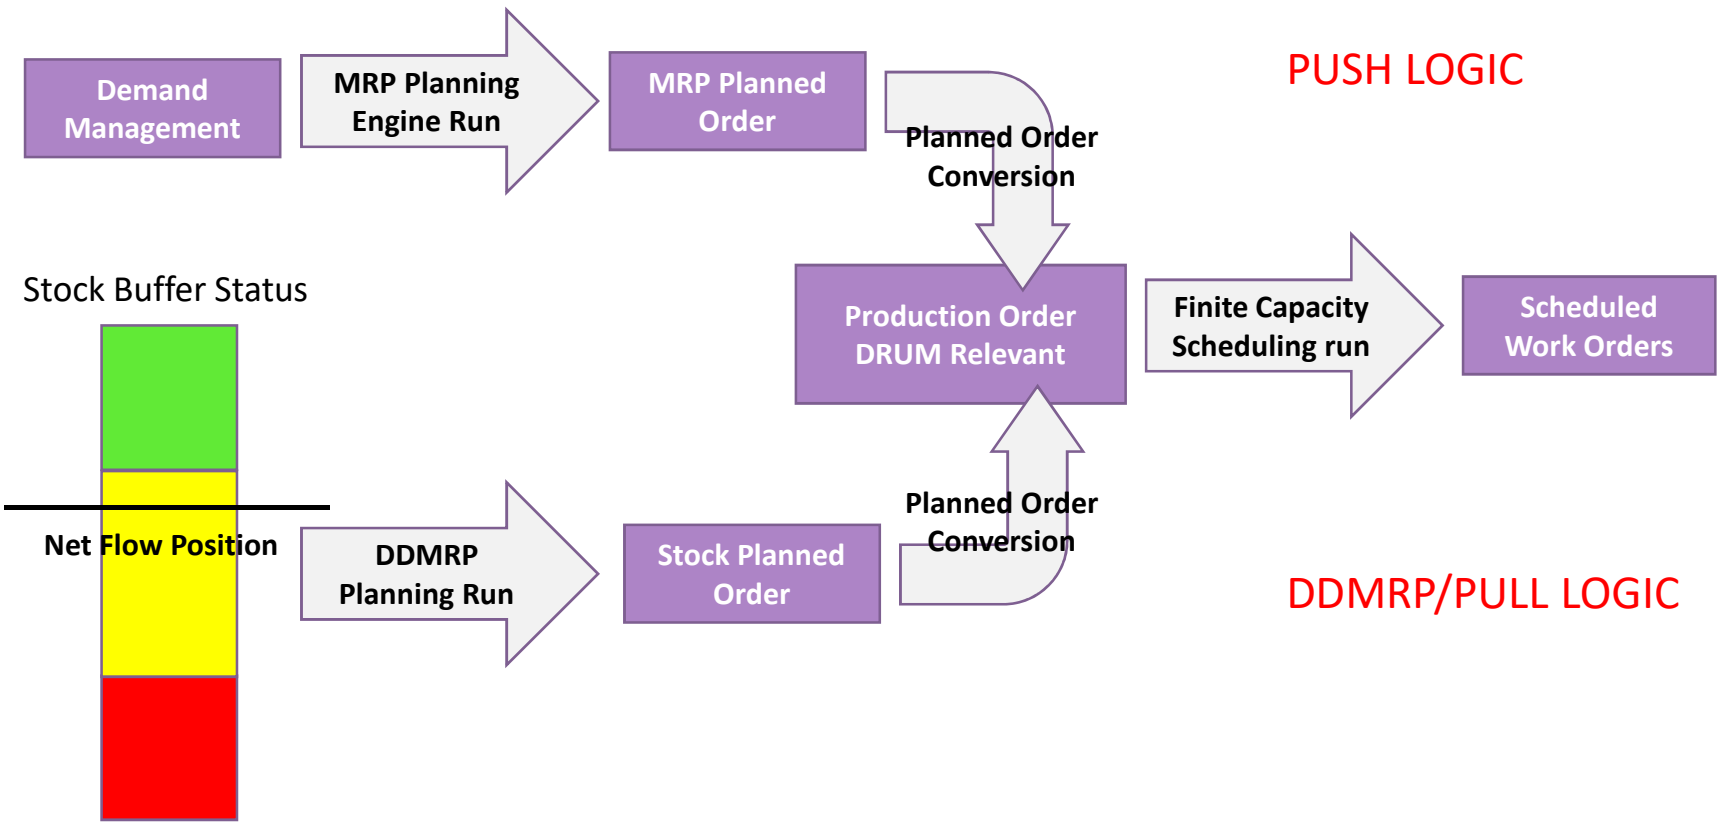 Demand
Management
MRP Planning
Engine Run
MRP Planned
Order
Planned Order
Conversion
PUSH LOGIC
Stock Buffer Status
Net Flow Position
Production Order
DRUM Relevant
Finite Capacity
Scheduling run
Scheduled
Work Orders
DDMRP
Planning Run
Stock Planned
Order
Planned Order
Conversion
DDMRP/PULL LOGIC